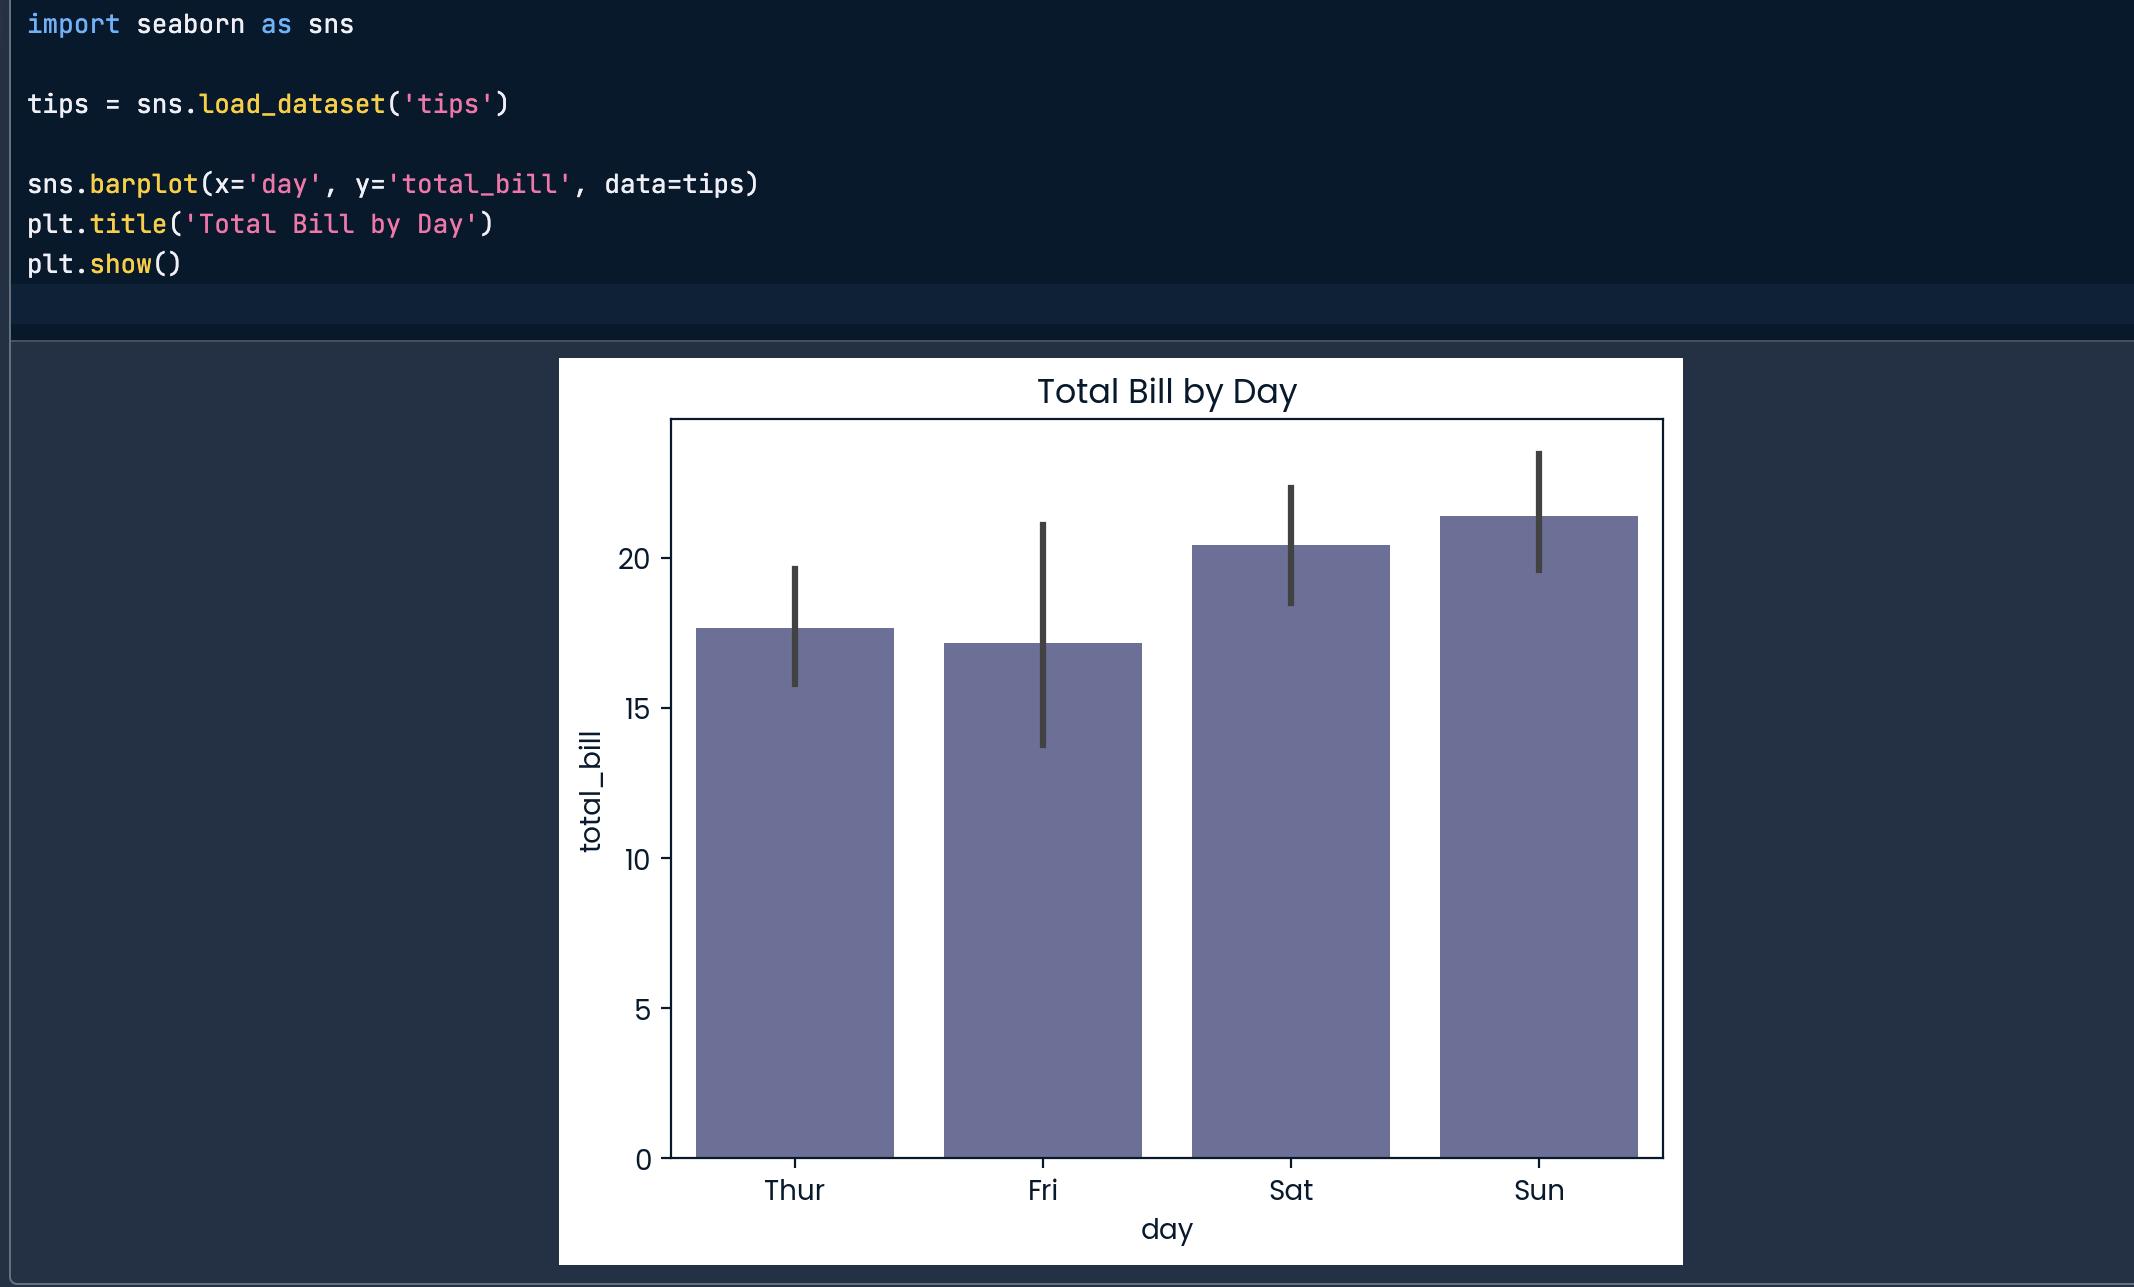 import seaborn as sns
tips = sns.load_dataset('tips')
sns.barplot(x='day', y='total_bill', data=tips)
plt.title('Total Bill by Day')
plt.show()
Total Bill by Day
total_bill
20
15
10
5
0
Thur Fri Sat Sun
day